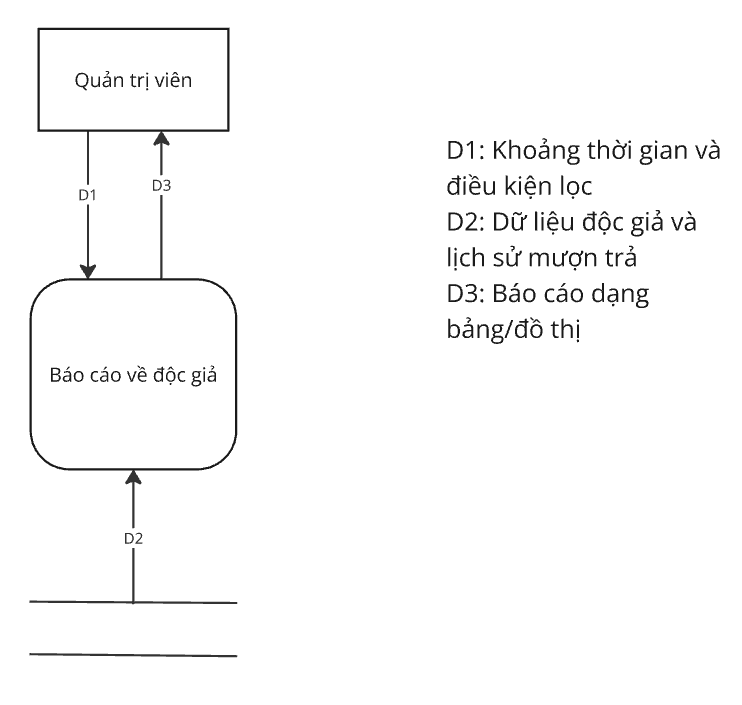 Quản trị viên
D1
D3
Báo cáo về độc giả
D2
D1: Khoảng thời gian và
điều kiện lọc
D2: Dữ liệu độc giả và
lịch sử mượn trả
D3: Báo cáo dạng
bảng/đồ thị